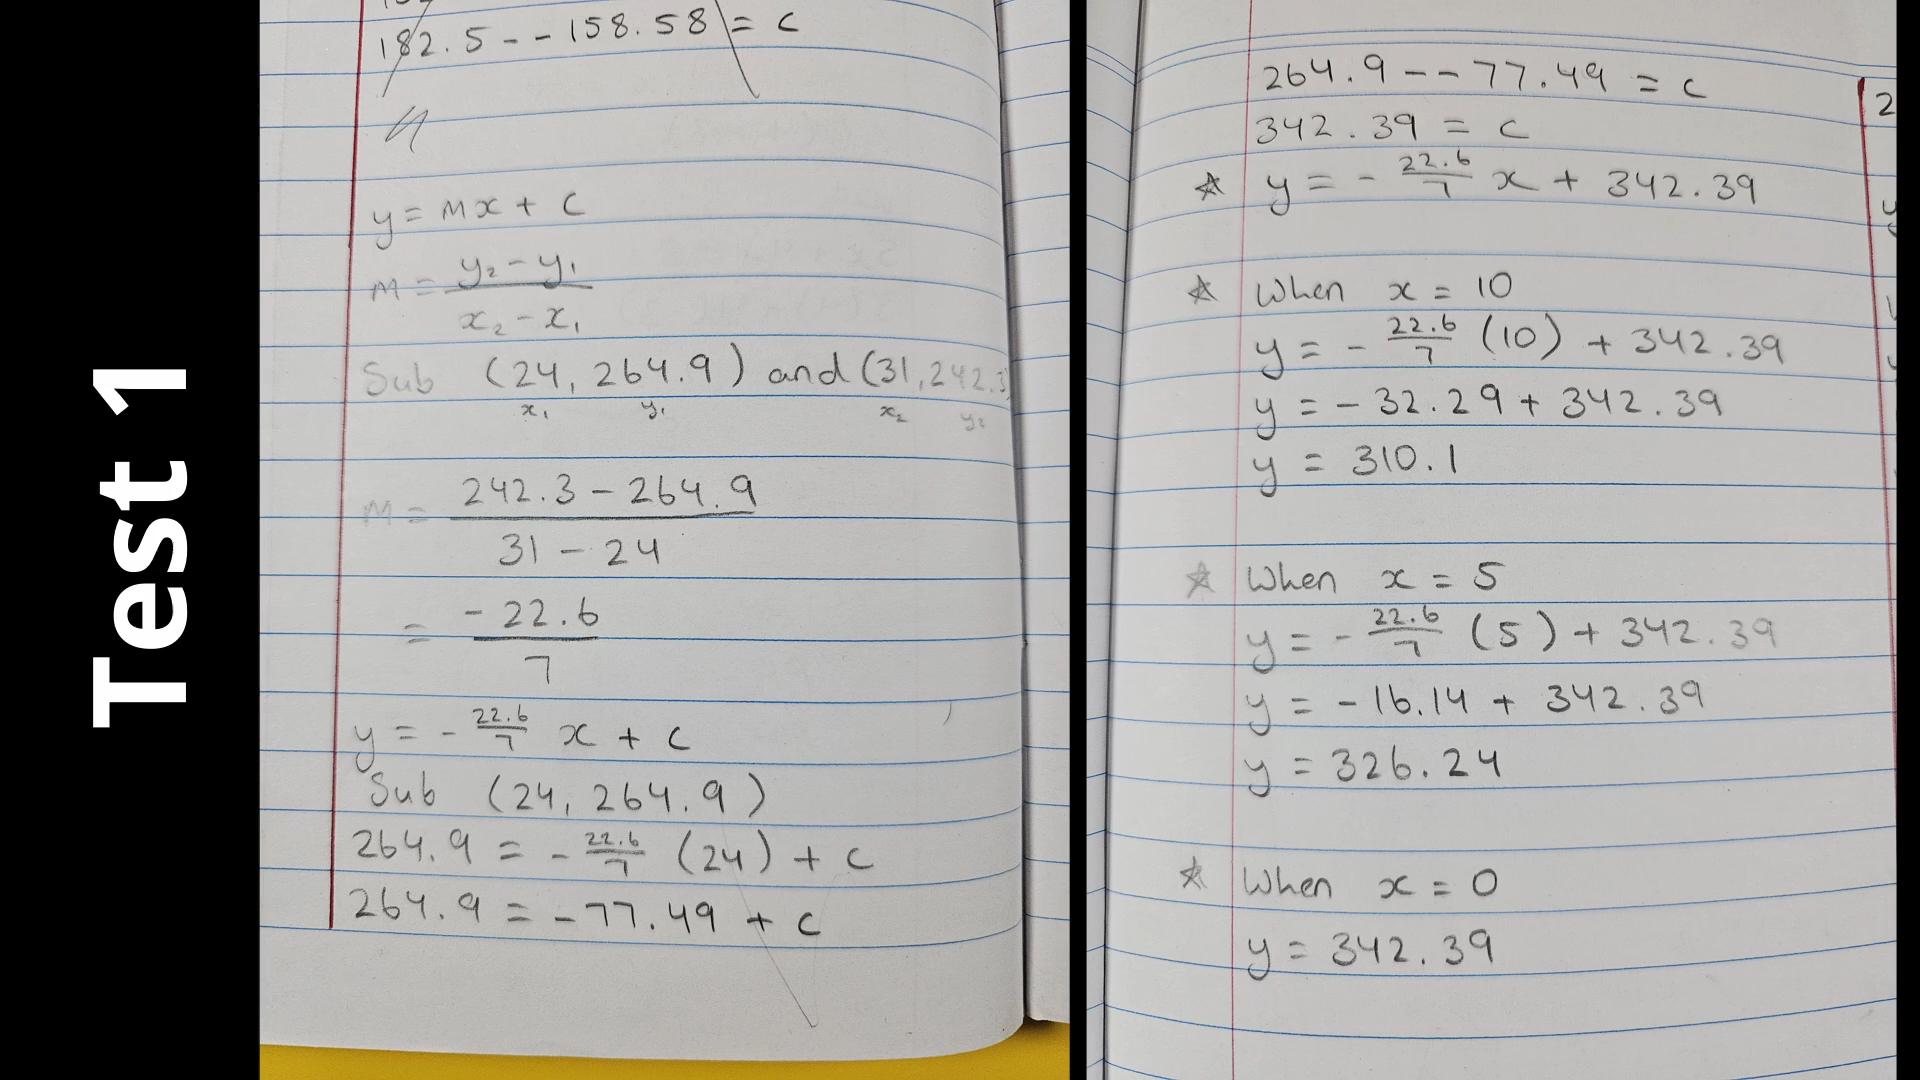 Test 1
182.5 - - 158.58 = c
y = mx + c
m = y₂ - y₁ / x₂ - x₁
Sub (24, 264.9) and (31, 242.3)
x₁ y₁ x₂ y₂
m = 242.3 - 264.9 / 31 - 24
= -22.6 / 7
y = - 22.6/7 x + c
Sub (24, 264.9)
264.9 = - 22.6/7 (24) + c
264.9 = -77.49 + c
264.9 - - 77.49 = c
342.39 = c
☆ y = - 22.6/7 x + 342.39
☆ When x = 10
y = - 22.6/7 (10) + 342.39
y = -32.29 + 342.39
y = 310.1
☆ When x = 5
y = - 22.6/7 (5) + 342.39
y = -16.14 + 342.39
y = 326.24
☆ When x = 0
y = 342.39